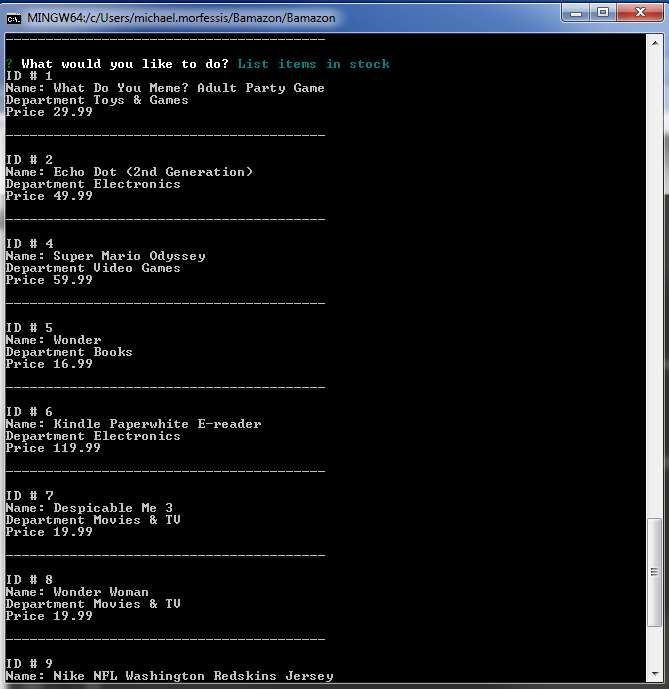 MINGW64:/c/Users/michael.morfessis/Bamazon/Bamazon
----------------------------------------
? What would you like to do? List items in stock
ID # 1
Name: What Do You Meme? Adult Party Game
Department Toys & Games
Price 29.99
----------------------------------------
ID # 2
Name: Echo Dot (2nd Generation)
Department Electronics
Price 49.99
----------------------------------------
ID # 4
Name: Super Mario Odyssey
Department Video Games
Price 59.99
----------------------------------------
ID # 5
Name: Wonder
Department Books
Price 16.99
----------------------------------------
ID # 6
Name: Kindle Paperwhite E-reader
Department Electronics
Price 119.99
----------------------------------------
ID # 7
Name: Despicable Me 3
Department Movies & TV
Price 19.99
----------------------------------------
ID # 8
Name: Wonder Woman
Department Movies & TV
Price 19.99
----------------------------------------
ID # 9
Name: Nike NFL Washington Redskins Jersey